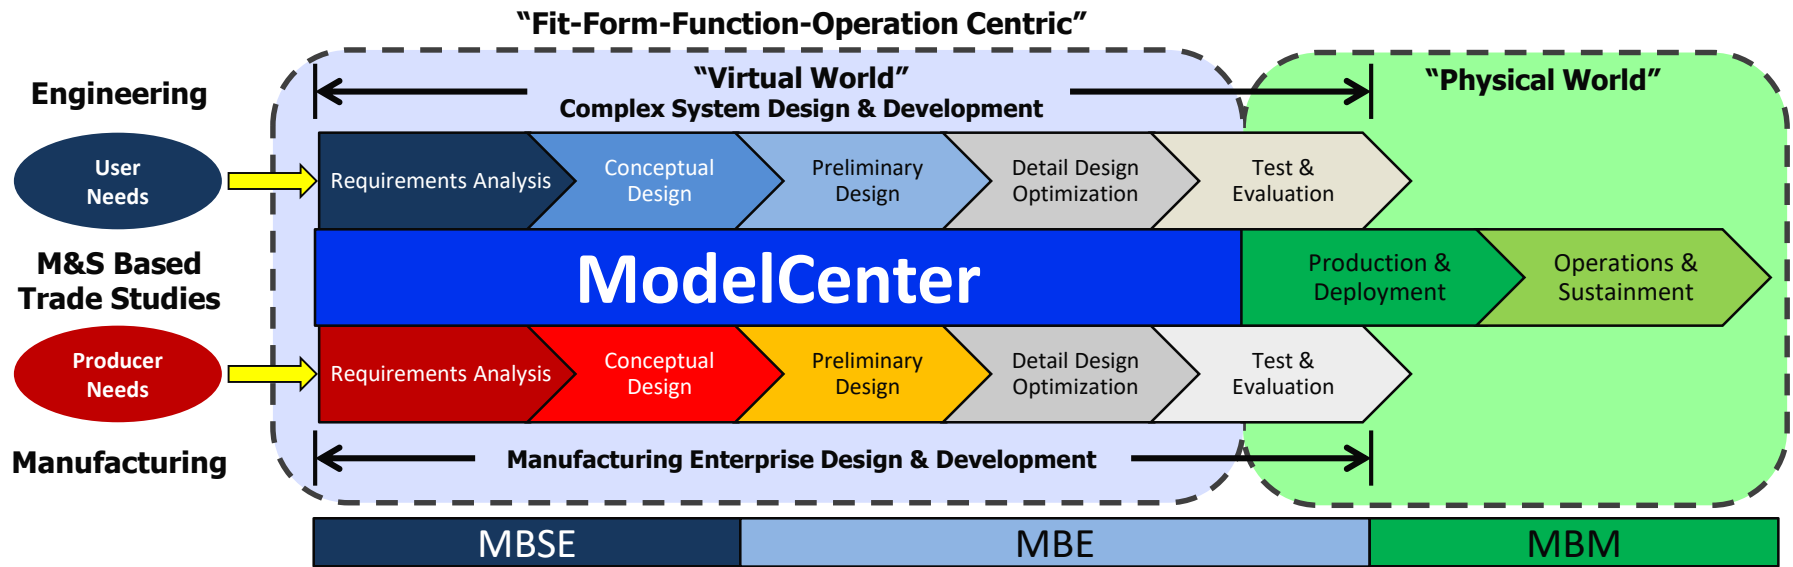 “Fit-Form-Function-Operation Centric”
“Virtual World”
Complex System Design & Development
“Physical World”
Engineering
User
Needs
Requirements Analysis
Conceptual
Design
Preliminary
Design
Detail Design
Optimization
Test &
Evaluation
M&S Based
Trade Studies
ModelCenter
Production &
Deployment
Operations &
Sustainment
Producer
Needs
Requirements Analysis
Conceptual
Design
Preliminary
Design
Detail Design
Optimization
Test &
Evaluation
Manufacturing
Manufacturing Enterprise Design & Development
MBSE
MBE
MBM